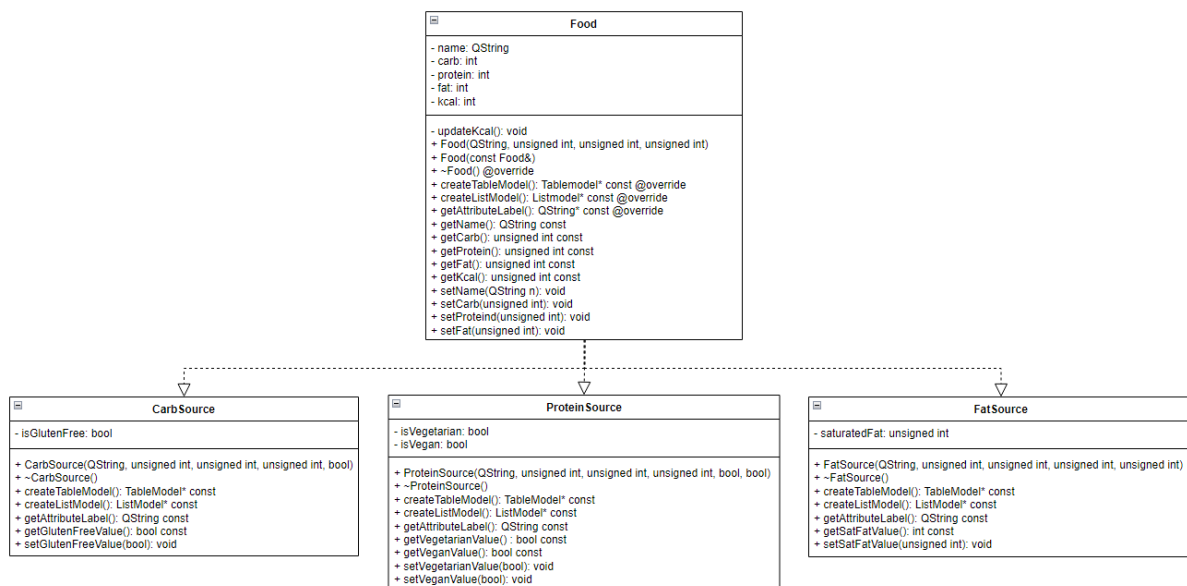 Food
- name: QString
- carb: int
- protein: int
- fat: int
- kcal: int
- updateKcal(): void
+ Food(QString, unsigned int, unsigned int, unsigned int)
+ Food(const Food&)
+ ~Food() @override
+ createTableModel(): Tablemodel* const @override
+ createListModel(): Listmodel* const @override
+ getAttributeLabel(): QString* const @override
+ getName(): QString const
+ getCarb(): unsigned int const
+ getProtein(): unsigned int const
+ getFat(): unsigned int const
+ getKcal(): unsigned int const
+ setName(QString n): void
+ setCarb(unsigned int): void
+ setProteind(unsigned int): void
+ setFat(unsigned int): void
CarbSource
- isGlutenFree: bool
+ CarbSource(QString, unsigned int, unsigned int, unsigned int, bool)
+ ~CarbSource()
+ createTableModel(): TableModel* const
+ createListModel(): ListModel* const
+ getAttributeLabel(): QString const
+ getGlutenFreeValue(): bool const
+ setGlutenFreeValue(bool): void
ProteinSource
- isVegetarian: bool
- isVegan: bool
+ ProteinSource(QString, unsigned int, unsigned int, unsigned int, bool, bool)
+ ~ProteinSource()
+ createTableModel(): TableModel* const
+ createListModel(): ListModel* const
+ getAttributeLabel(): QString const
+ getVegetarianValue() : bool const
+ getVeganValue(): bool const
+ setVegetarianValue(bool): void
+ setVeganValue(bool): void
FatSource
- saturatedFat: unsigned int
+ FatSource(QString, unsigned int, unsigned int, unsigned int, unsigned int)
+ ~FatSource()
+ createTableModel(): TableModel* const
+ createListModel(): ListModel* const
+ getAttributeLabel(): QString const
+ getSatFatValue(): int const
+ setSatFatValue(unsigned int): void